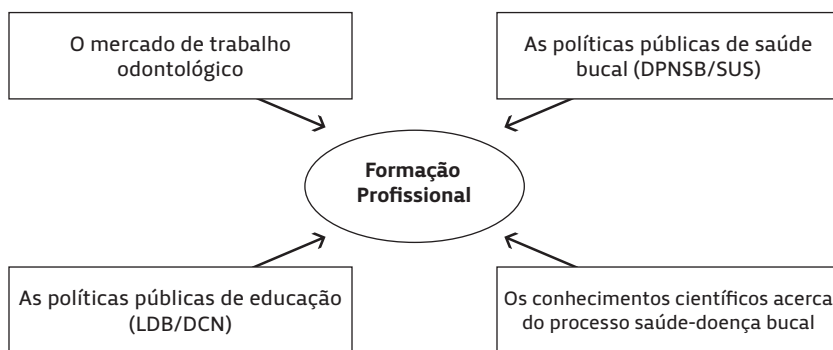 O mercado de trabalho
odontológico
As políticas públicas de saúde
bucal (DPNSB/SUS)
Formação
Profissional
As políticas públicas de educação
(LDB/DCN)
Os conhecimentos científicos acerca
do processo saúde-doença bucal